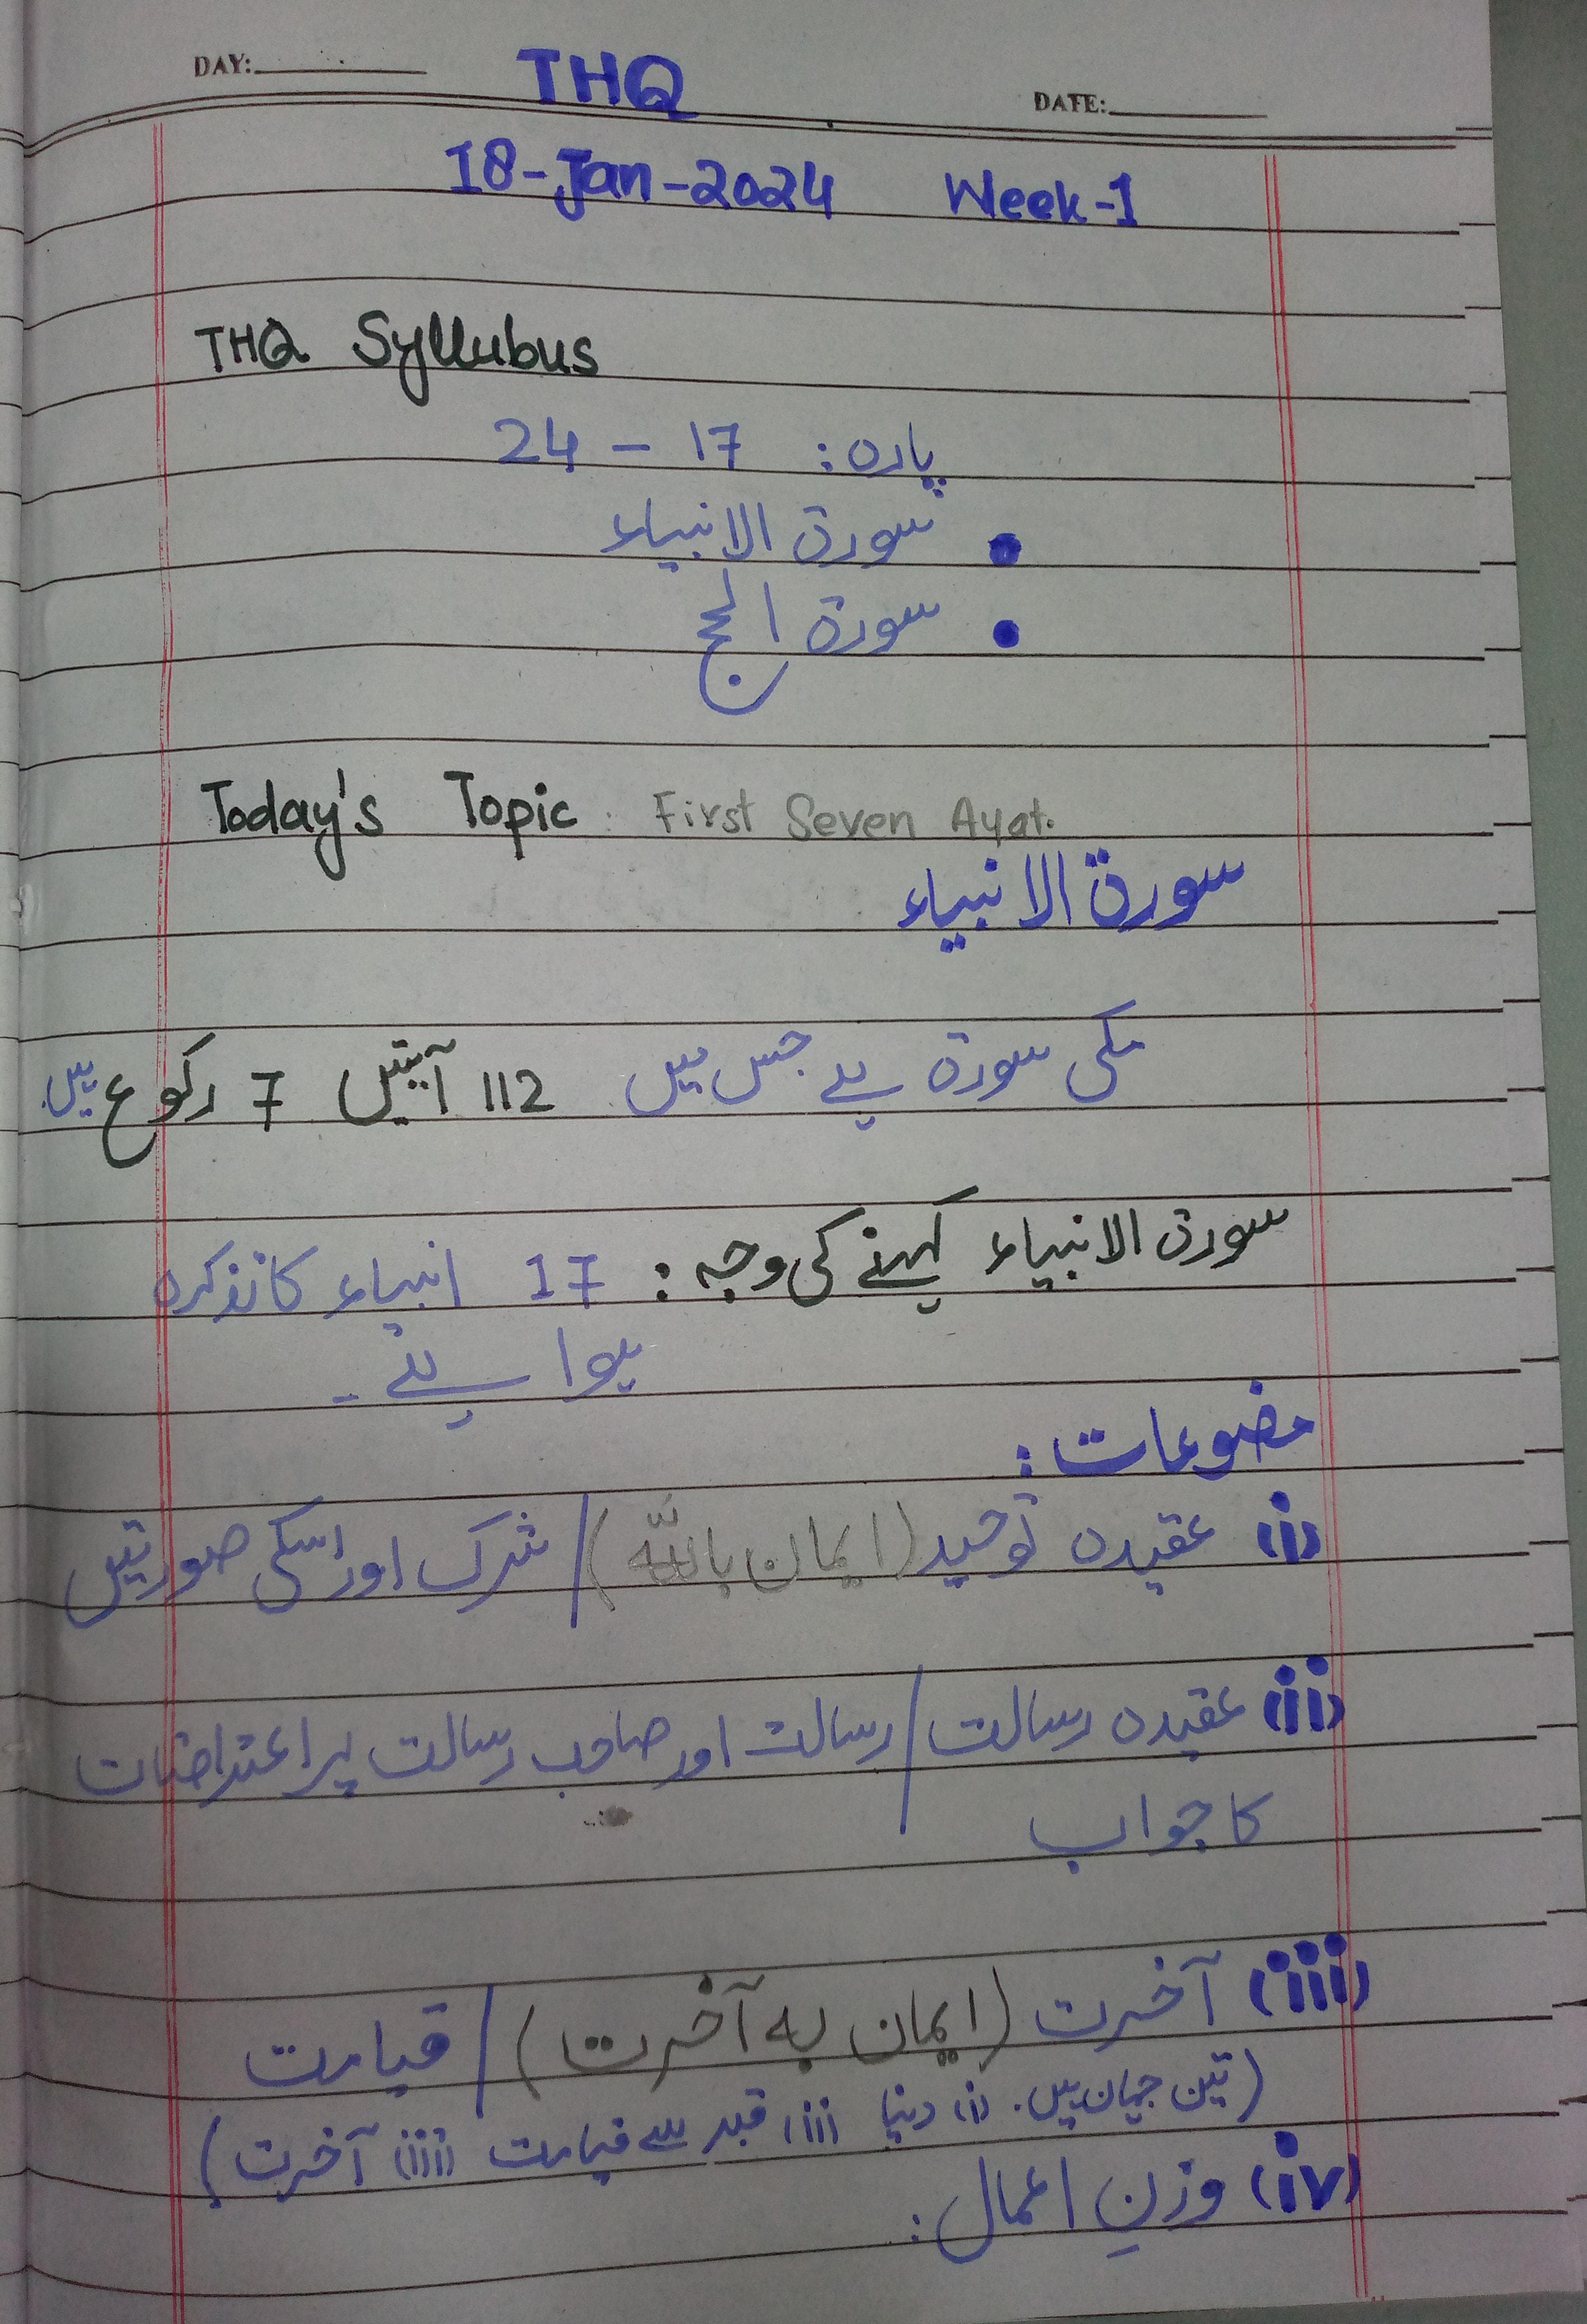 DAY:
THQ
DATE:
18-Jan-2024 Week-1
THQ Syllubus
پارہ: 17 - 24
• سورۃ الانبیاء
• سورۃ الحج
Today's Topic: First Seven Ayat.
سورۃ الانبیاء
مکی سورۃ ہے جس میں 112 آیتیں 7 رکوع ہیں.
سورۃ الانبیاء کہنے کی وجہ: 17 انبیاء کا تذکرہ
ہوا ہے۔
مضوعات:
(i) عقیدہ توحید (ایمان باللّٰہ) / شرک اور اسکی صورتیں
(ii) عقیدہ رسالت / رسالت اور صاحب رسالت پر اعتراضات
کا جواب
(iii) آخرت (ایمان بہ آخرت) / قیامت
(تین جہان ہیں. (i) دنیا (ii) قبر سے قیامت (iii) آخرت)
(iv) وزنِ اعمال: